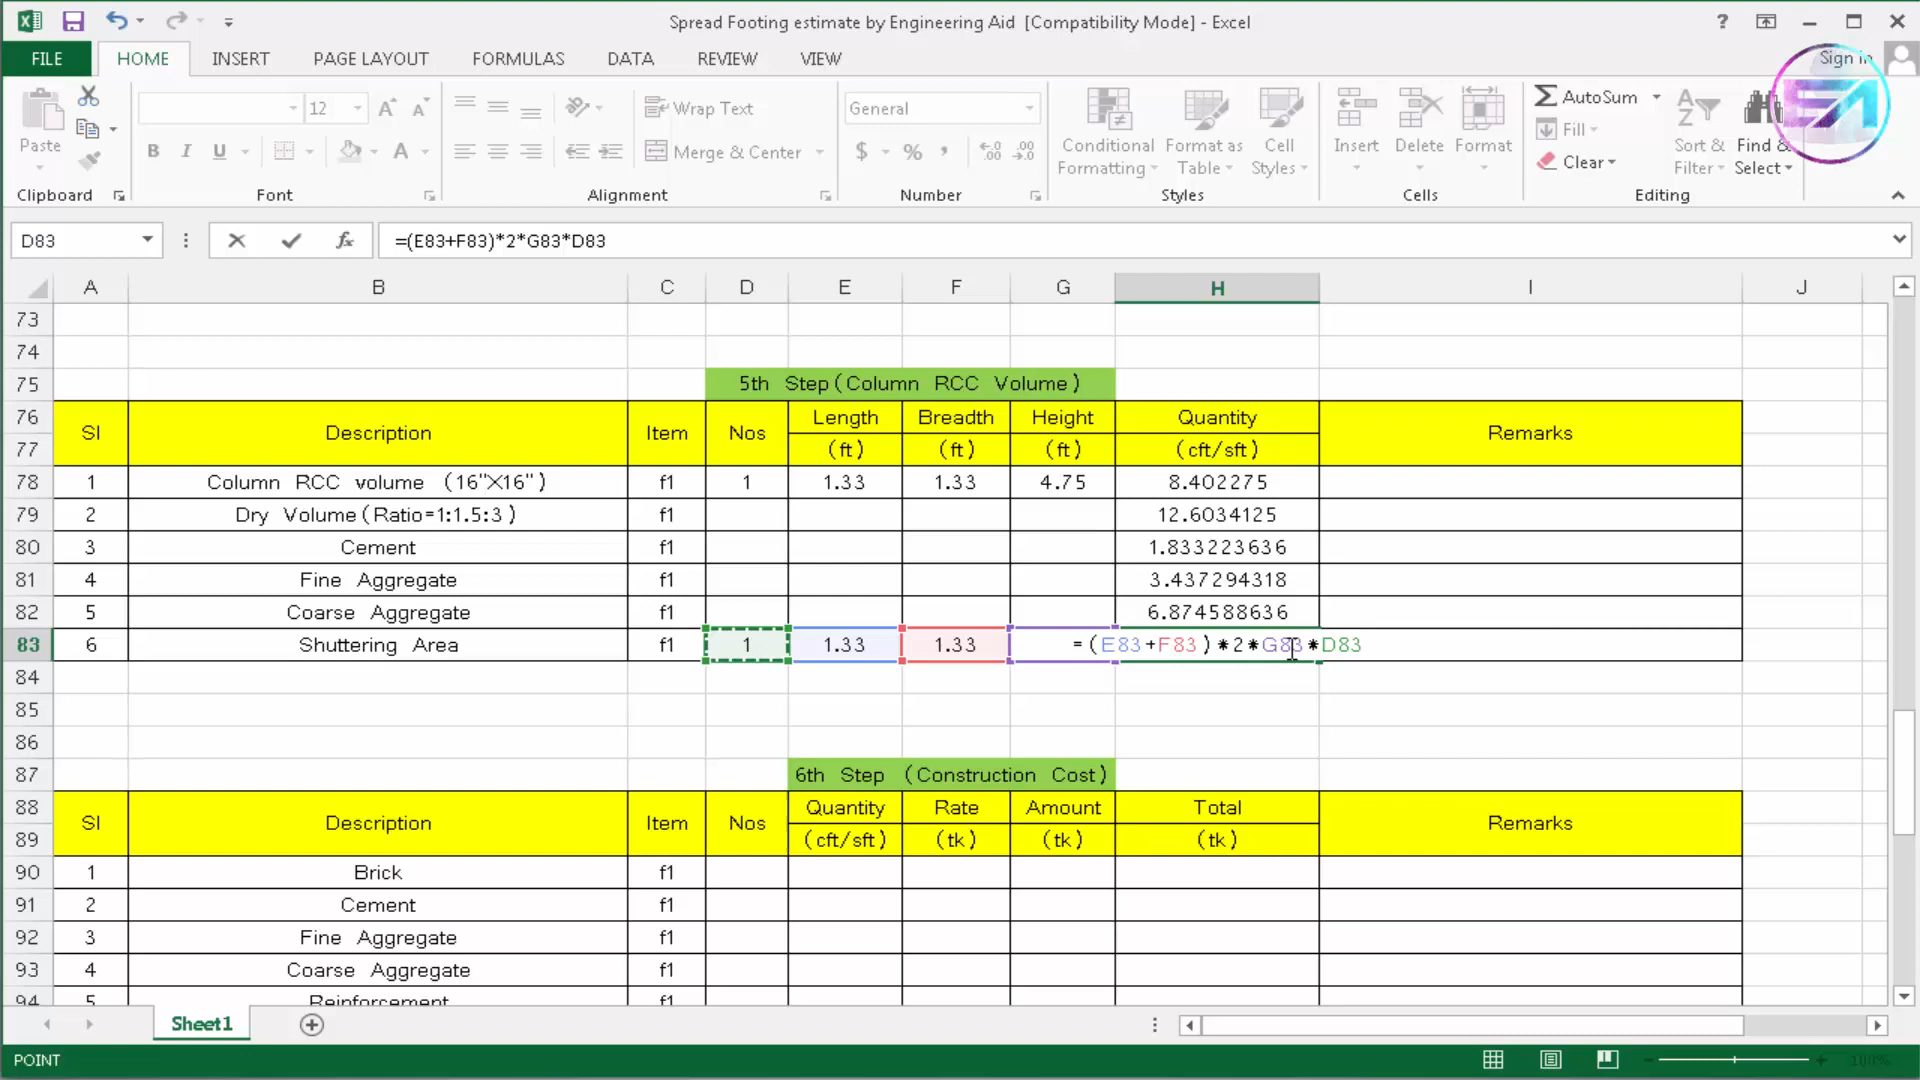 Spread Footing estimate by Engineering Aid [Compatibility Mode] - Excel
FILE HOME INSERT PAGE LAYOUT FORMULAS DATA REVIEW VIEW Sign in
Paste 12 Wrap Text General Conditional Formatting Format as Table Cell Styles Insert Delete Format AutoSum Sort & Filter Find & Select
B I U A Merge & Center $ % Fill Clear
Clipboard Font Alignment Number Styles Cells Editing
D83 fx =(E83+F83)*2*G83*D83
A B C D E F G H I J
73
74
75 5th Step(Column RCC Volume)
76 Sl Description Item Nos Length Breadth Height Quantity Remarks
77 (ft) (ft) (ft) (cft/sft)
78 1 Column RCC volume (16"X16") f1 1 1.33 1.33 4.75 8.402275
79 2 Dry Volume(Ratio=1:1.5:3) f1 12.6034125
80 3 Cement f1 1.833223636
81 4 Fine Aggregate f1 3.437294318
82 5 Coarse Aggregate f1 6.874588636
83 6 Shuttering Area f1 1 1.33 1.33 =(E83+F83)*2*G83*D83
84
85
86
87 6th Step (Construction Cost)
88 Sl Description Item Nos Quantity Rate Amount Total Remarks
89 (cft/sft) (tk) (tk) (tk)
90 1 Brick f1
91 2 Cement f1
92 3 Fine Aggregate f1
93 4 Coarse Aggregate f1
94 5 Reinforcement f1
Sheet1
POINT 100%